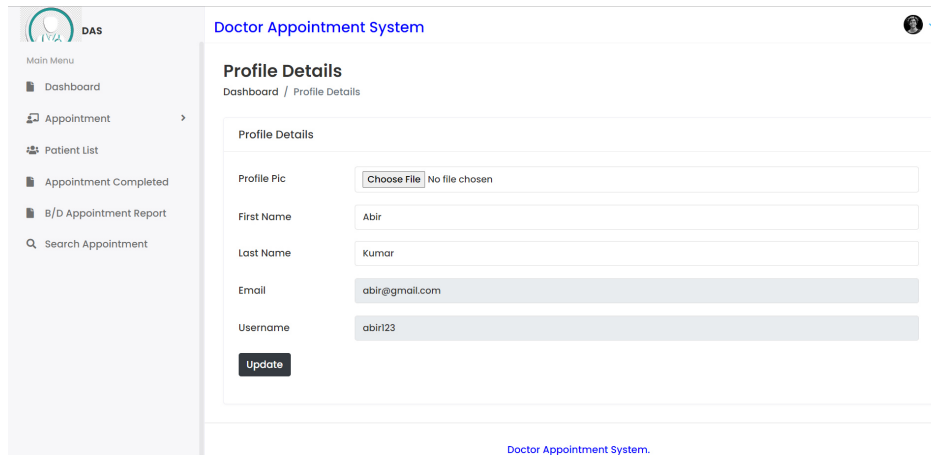 DAS
Doctor Appointment System
Main Menu
Dashboard
Appointment
Patient List
Appointment Completed
B/D Appointment Report
Search Appointment
Profile Details
Dashboard / Profile Details
Profile Details
Profile Pic Choose File No file chosen
First Name Abir
Last Name Kumar
Email abir@gmail.com
Username abir123
Update
Doctor Appointment System.